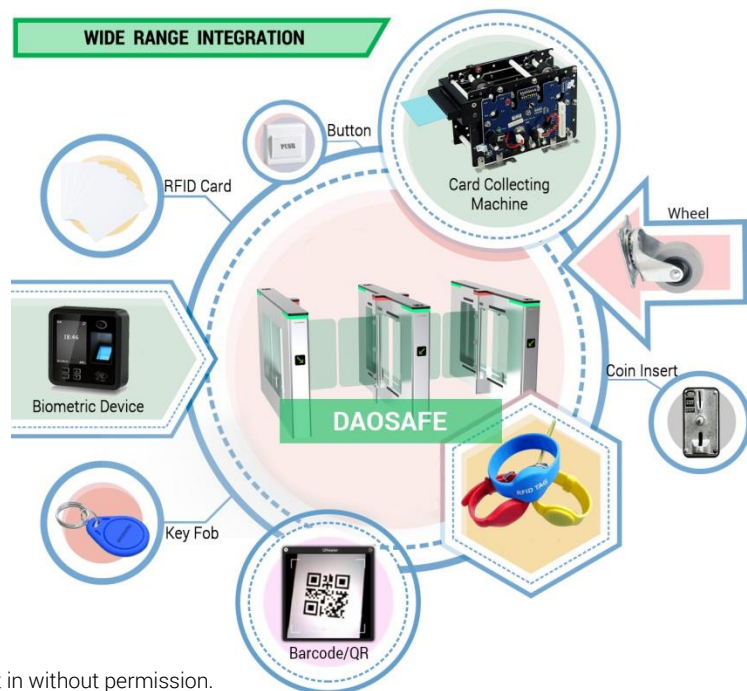 WIDE RANGE INTEGRATION
Button
PUSH
RFID Card
Card Collecting
Machine
Wheel
18:46
Biometric Device
Coin Insert
DAOSAFE
RFID TAG
Key Fob
Barcode/QR
in without permission.